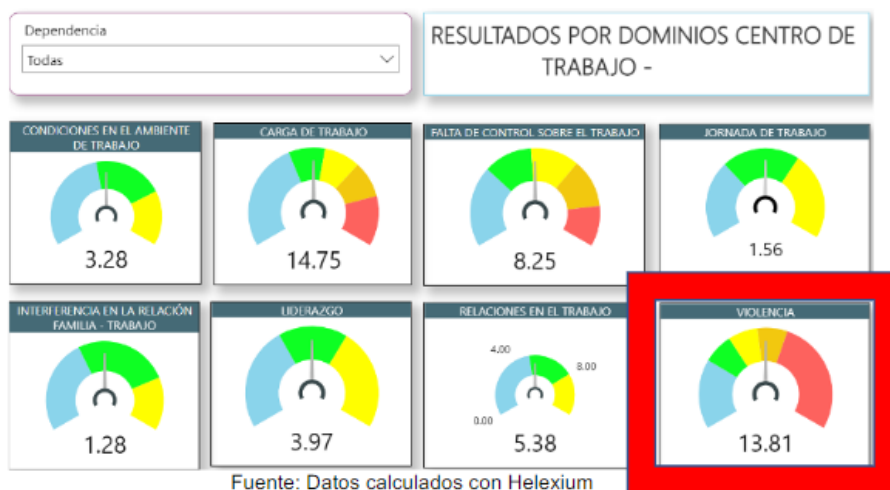 Dependencia
Todas
RESULTADOS POR DOMINIOS CENTRO DE
TRABAJO -
CONDICIONES EN EL AMBIENTE
DE TRABAJO
3.28
CARGA DE TRABAJO
14.75
FALTA DE CONTROL SOBRE EL TRABAJO
8.25
JORNADA DE TRABAJO
1.56
INTERFERENCIA EN LA RELACIÓN
FAMILIA - TRABAJO
1.28
LIDERAZGO
3.97
RELACIONES EN EL TRABAJO
4.00
8.00
0.00
5.38
VIOLENCIA
13.81
Fuente: Datos calculados con Helexium